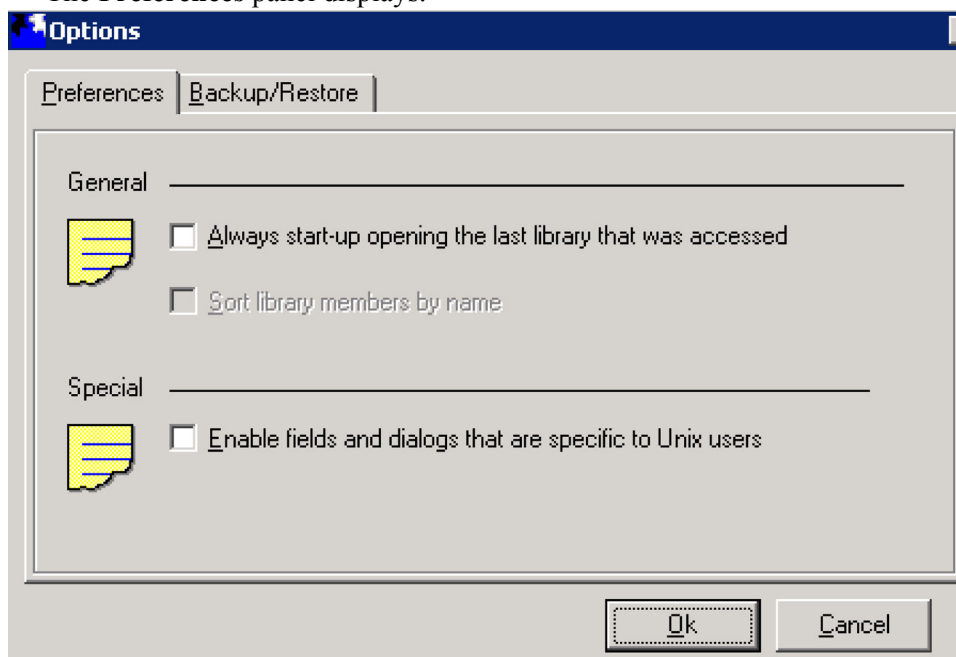 The Preferences panel displays.
Options
Preferences Backup/Restore
General
Always start-up opening the last library that was accessed
Sort library members by name
Special
Enable fields and dialogs that are specific to Unix users
Ok Cancel